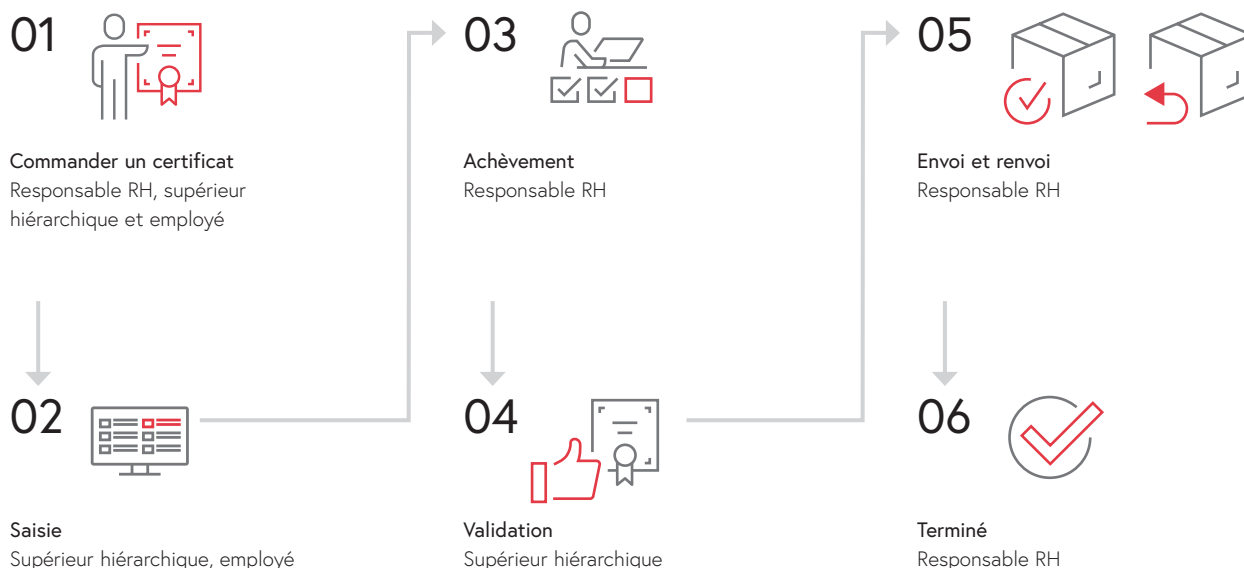 01
Commander un certificat
Responsable RH, supérieur
hiérarchique et employé
02
Saisie
Supérieur hiérarchique, employé
03
Achèvement
Responsable RH
04
Validation
Supérieur hiérarchique
05
Envoi et renvoi
Responsable RH
06
Terminé
Responsable RH